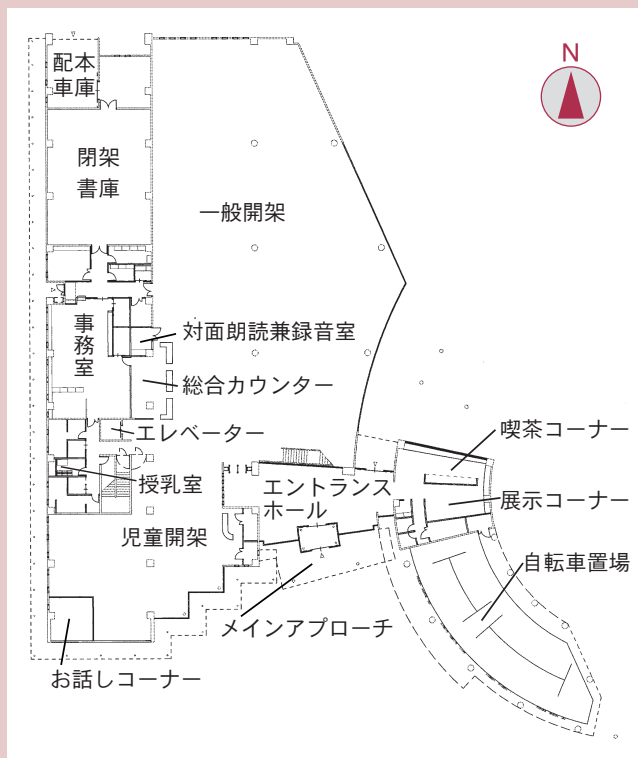 配本
車庫
N
閉架
書庫
一般開架
事
務
室
対面朗読兼録音室
総合カウンター
エレベーター
喫茶コーナー
授乳室
エントランス
ホール
展示コーナー
児童開架
自転車置場
メインアプローチ
お話しコーナー